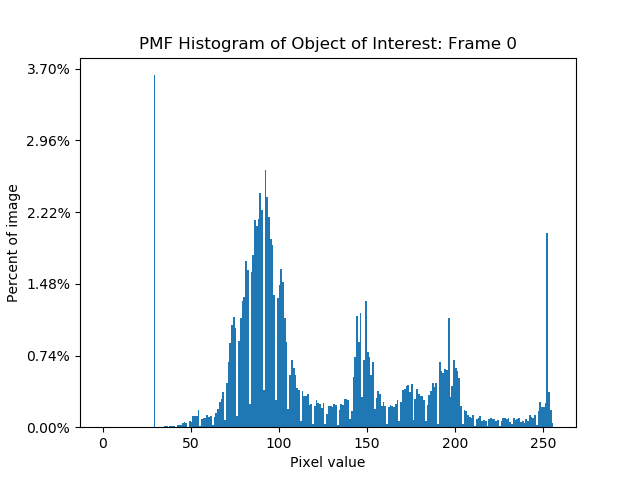 PMF Histogram of Object of Interest: Frame 0
3.70%
2.96%
2.22%
1.48%
0.74%
0.00%
Percent of image
0 50 100 150 200 250
Pixel value